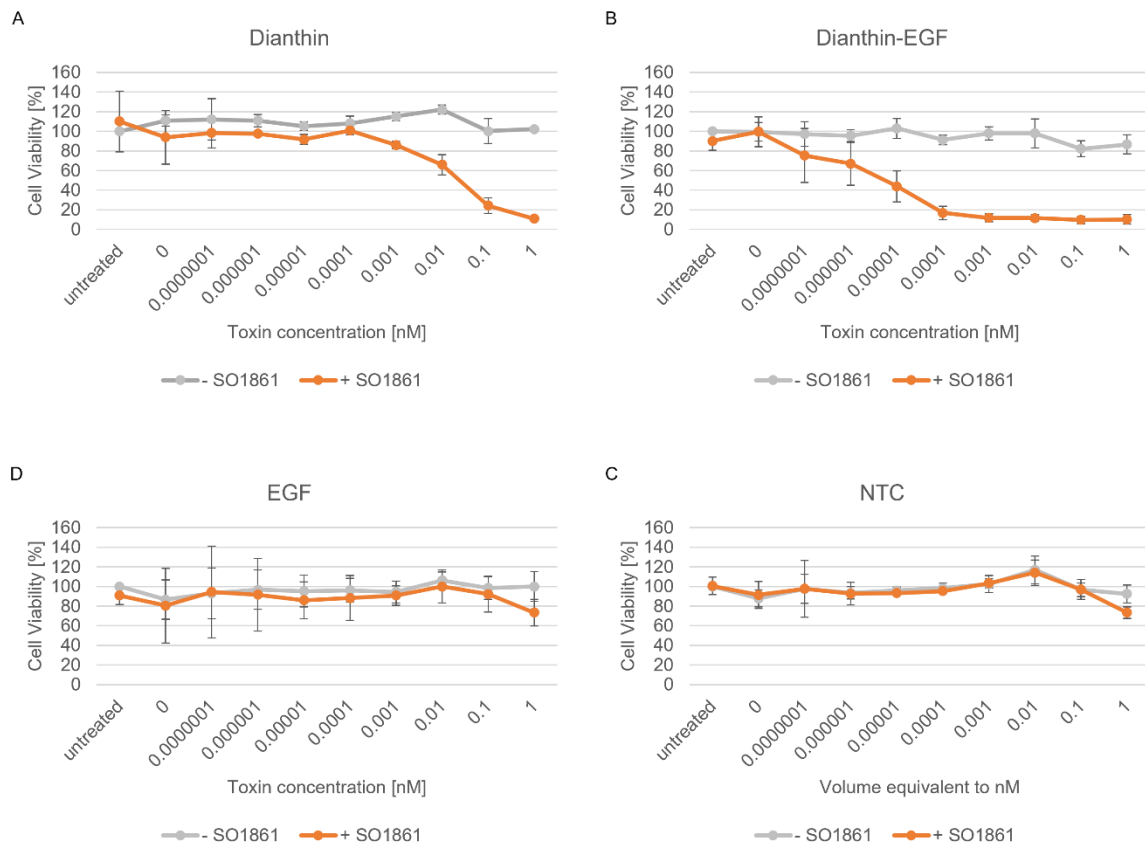 A
Dianthin
Cell Viability [%]
160
140
120
100
80
60
40
20
0
untreated
0
0.0000001
0.000001
0.00001
0.0001
0.001
0.01
0.1
1
Toxin concentration [nM]
- SO1861
+ SO1861
B
Dianthin-EGF
Cell Viability [%]
160
140
120
100
80
60
40
20
0
untreated
0
0.0000001
0.000001
0.00001
0.0001
0.001
0.01
0.1
1
Toxin concentration [nM]
- SO1861
+ SO1861
D
EGF
Cell Viability [%]
160
140
120
100
80
60
40
20
0
untreated
0
0.0000001
0.000001
0.00001
0.0001
0.001
0.01
0.1
1
Toxin concentration [nM]
- SO1861
+ SO1861
C
NTC
Cell Viability [%]
160
140
120
100
80
60
40
20
0
untreated
0
0.0000001
0.000001
0.00001
0.0001
0.001
0.01
0.1
1
Volume equivalent to nM
- SO1861
+ SO1861